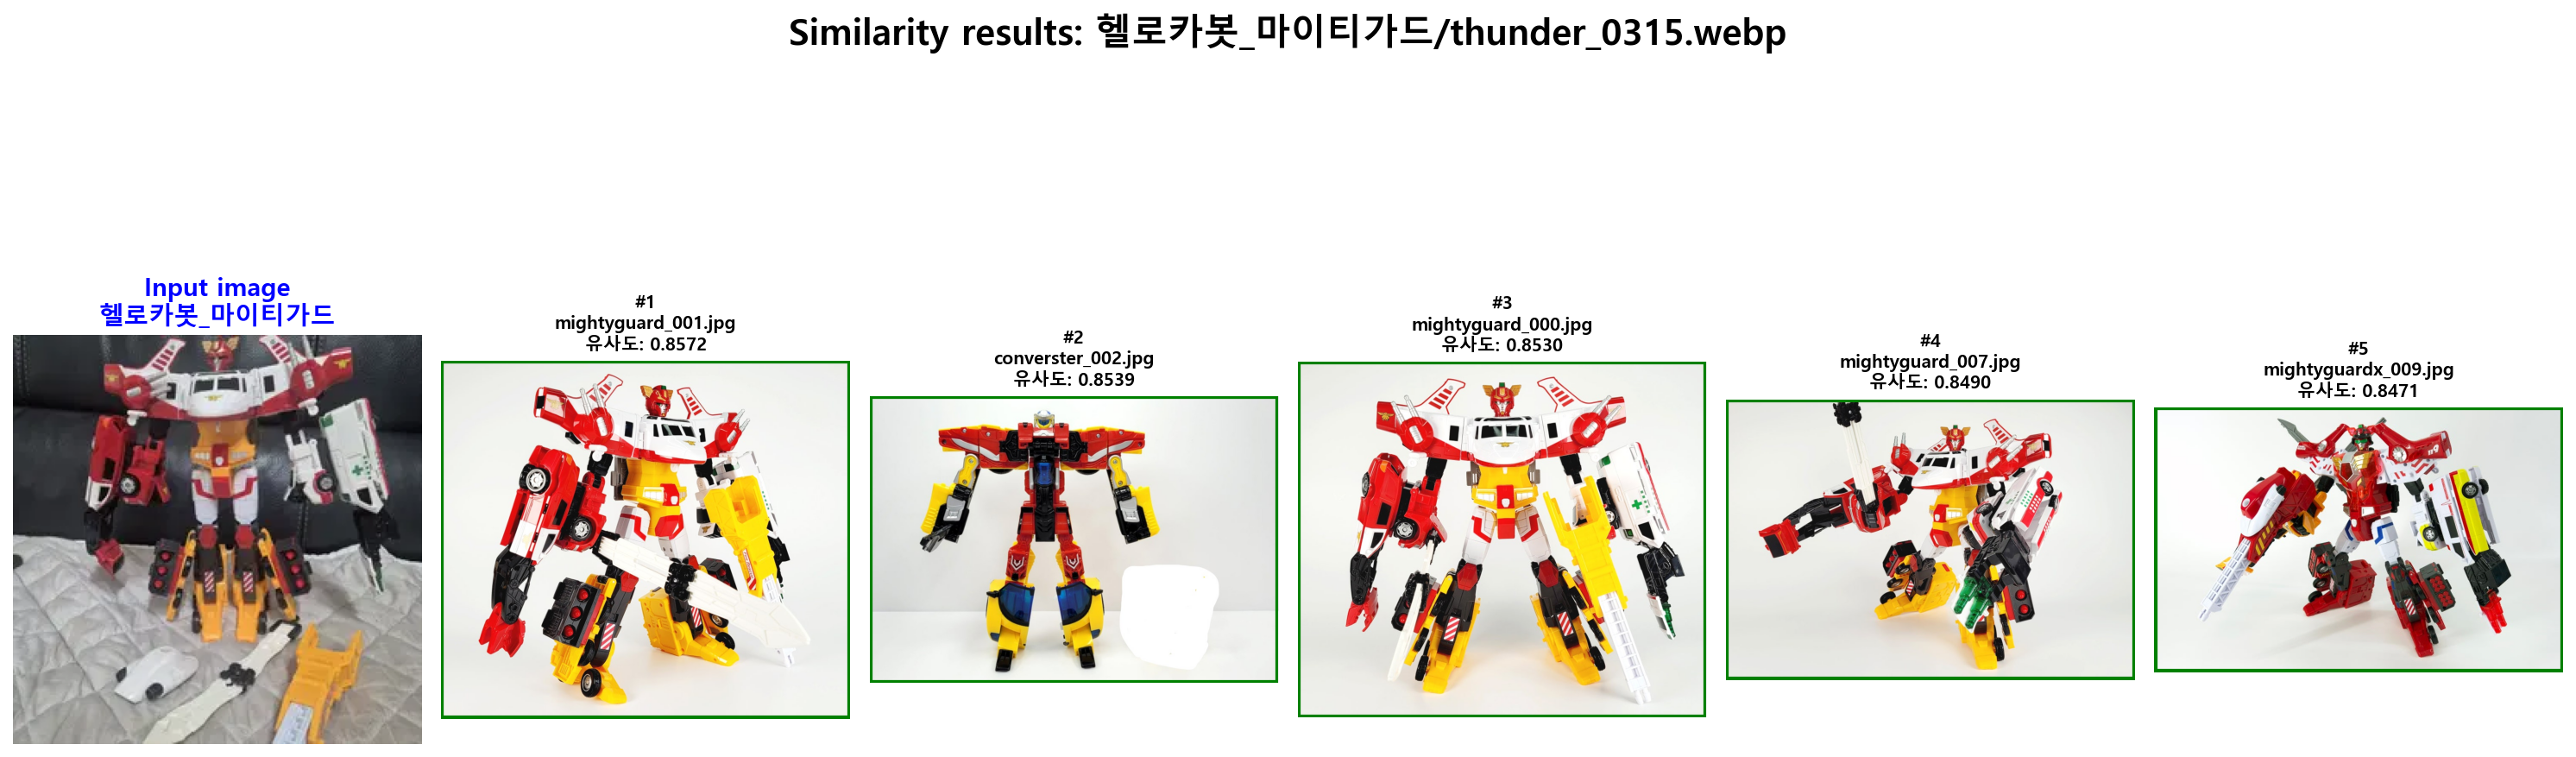 Similarity results: 헬로카봇_마이티가드/thunder_0315.webp
Input image
헬로카봇_마이티가드
#1
mightyguard_001.jpg
유사도: 0.8572
#2
converster_002.jpg
유사도: 0.8539
#3
mightyguard_000.jpg
유사도: 0.8530
#4
mightyguard_007.jpg
유사도: 0.8490
#5
mightyguardx_009.jpg
유사도: 0.8471